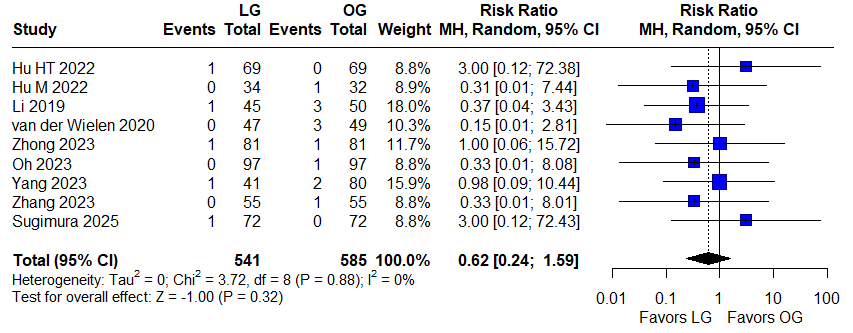 LG OG Risk Ratio Risk Ratio
Study Events Total Events Total Weight MH, Random, 95% CI MH, Random, 95% CI
Hu HT 2022 1 69 0 69 8.8% 3.00 [0.12; 72.38]
Hu M 2022 0 34 1 32 8.9% 0.31 [0.01; 7.44]
Li 2019 1 45 3 50 18.0% 0.37 [0.04; 3.43]
van der Wielen 2020 0 47 3 49 10.3% 0.15 [0.01; 2.81]
Zhong 2023 1 81 1 81 11.7% 1.00 [0.06; 15.72]
Oh 2023 0 97 1 97 8.8% 0.33 [0.01; 8.08]
Yang 2023 1 41 2 80 15.9% 0.98 [0.09; 10.44]
Zhang 2023 0 55 1 55 8.8% 0.33 [0.01; 8.01]
Sugimura 2025 1 72 0 72 8.8% 3.00 [0.12; 72.43]
Total (95% CI) 541 585 100.0% 0.62 [0.24; 1.59]
Heterogeneity: Tau² = 0; Chi² = 3.72, df = 8 (P = 0.88); I² = 0%
Test for overall effect: Z = -1.00 (P = 0.32)
0.01 0.1 1 10 100
Favors LG Favors OG